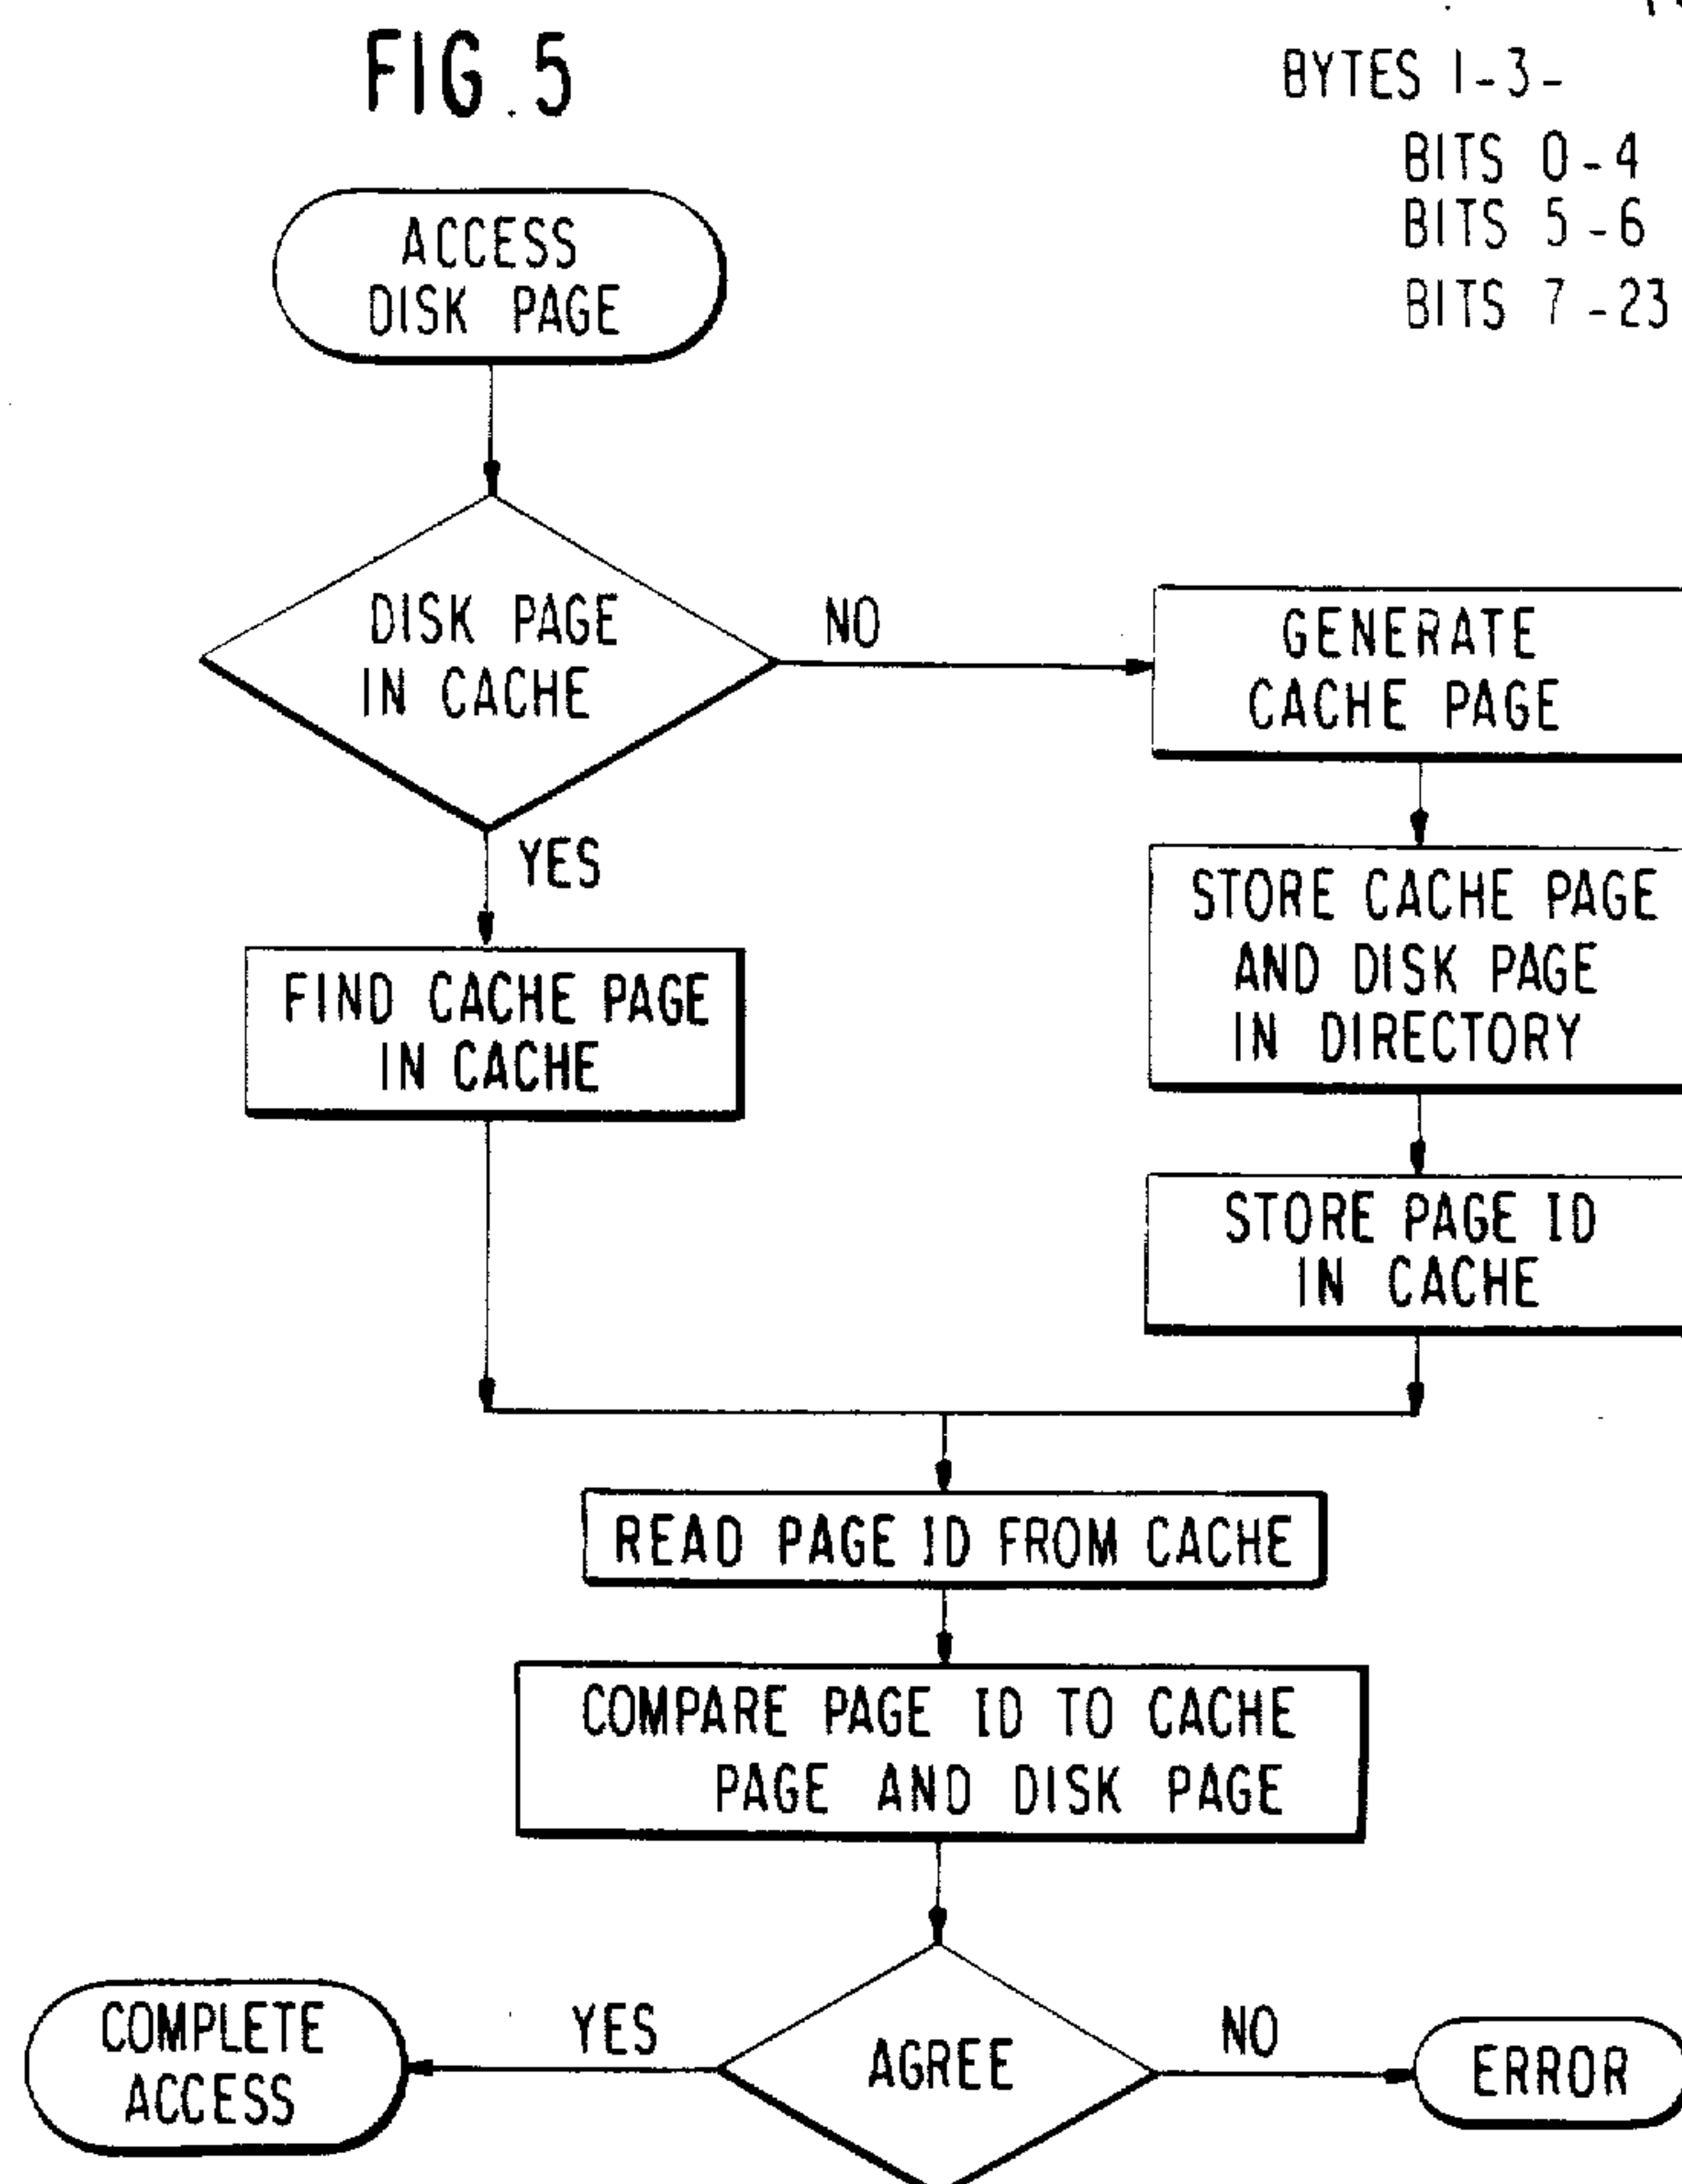 FIG.5
BYTES 1-3-
BITS 0-4
BITS 5-6
BITS 7-23
ACCESS
DISK PAGE
DISK PAGE
IN CACHE
NO
YES
GENERATE
CACHE PAGE
STORE CACHE PAGE
AND DISK PAGE
IN DIRECTORY
FIND CACHE PAGE
IN CACHE
STORE PAGE ID
IN CACHE
READ PAGE ID FROM CACHE
COMPARE PAGE ID TO CACHE
PAGE AND DISK PAGE
AGREE
YES
NO
COMPLETE
ACCESS
ERROR